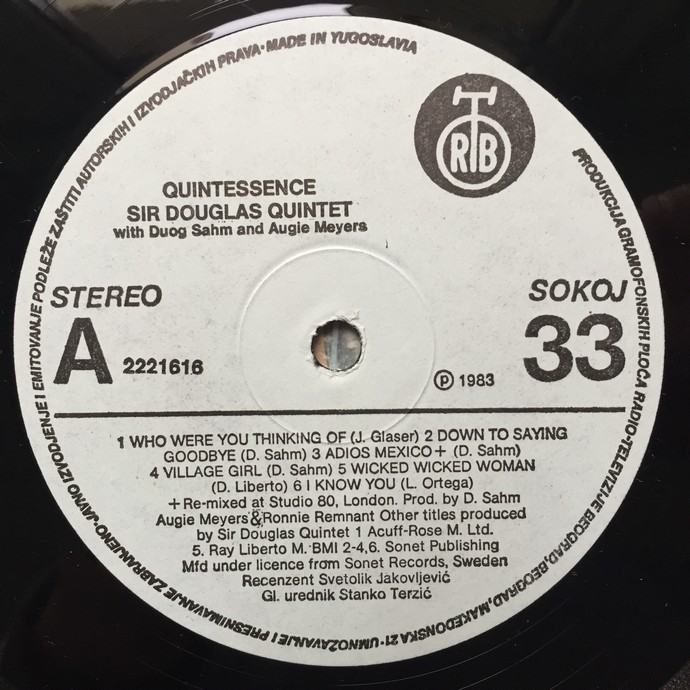 PRODUKCIJA GRAMOFONSKIH PLOČA RADIO-TELEVIZIJE BEOGRAD, BEOGRAD, MAKEDONSKA 21 · UMNOŽAVANJE I PRESNIMAVANJE ZABRANJENO · JAVNO IZVODJENJE I EMITOVANJE PODLEŽE ZAŠTITI AUTORSKIH I IZVODJAČKIH PRAVA · MADE IN YUGOSLAVIA
RTB
QUINTESSENCE
SIR DOUGLAS QUINTET
with Duog Sahm and Augie Meyers
STEREO
SOKOJ
A 2221616
33
℗ 1983
1 WHO WERE YOU THINKING OF (J. Glaser) 2 DOWN TO SAYING
GOODBYE (D. Sahm) 3 ADIOS MEXICO + (D. Sahm)
4 VILLAGE GIRL (D. Sahm) 5 WICKED WICKED WOMAN
(D. Liberto) 6 I KNOW YOU (L. Ortega)
+ Re-mixed at Studio 80, London. Prod. by D. Sahm
Augie Meyers & Ronnie Remnant Other titles produced
by Sir Douglas Quintet 1 Acuff-Rose M. Ltd.
5. Ray Liberto M. BMI 2-4,6. Sonet Publishing
Mfd under licence from Sonet Records, Sweden
Recenzent Svetolik Jakovljević
Gl. urednik Stanko Terzić